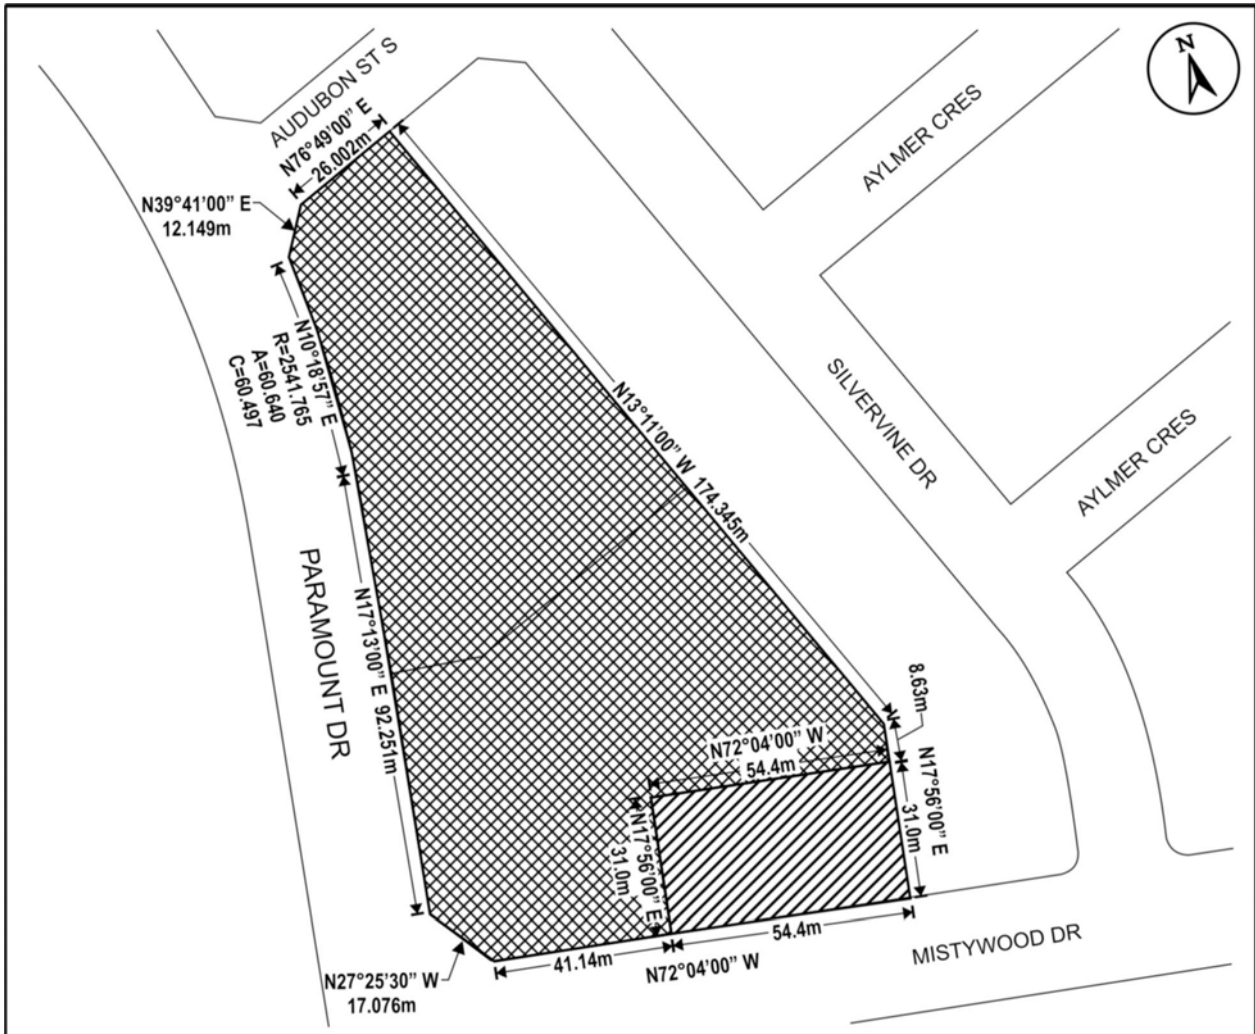 N
AUDUBON ST S
N76°49'00” E
26.002m
N39°41'00” E
12.149m
AYLMER CRES
N10°18'57” E
R=2541.765
A=60.640
C=60.497
N13°11'00” W 174.345m
SILVERVINE DR
AYLMER CRES
PARAMOUNT DR
N17°13'00” E 92.251m
8.63m
N72°04'00” W
54.4m
N17°56'00” E
31.0m
N17°56'00” E
31.0m
54.4m
41.14m
N72°04'00” W
MISTYWOOD DR
N27°25'30” W
17.076m